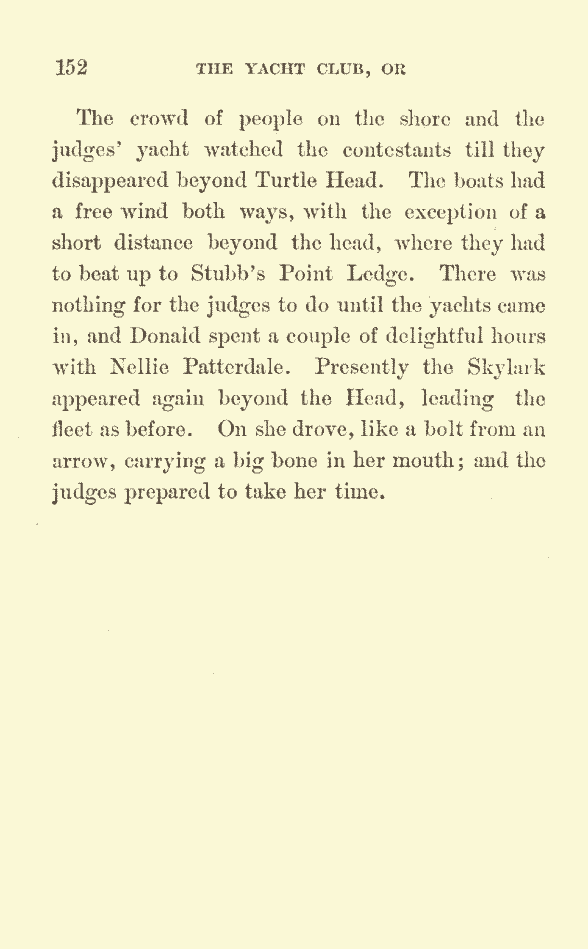 152 THE YACHT CLUB, OR
The crowd of people on the shore and the
judges' yacht watched the contestants till they
disappeared beyond Turtle Head. The boats had
a free wind both ways, with the exception of a
short distance beyond the head, where they had
to beat up to Stubb's Point Ledge. There was
nothing for the judges to do until the yachts came
in, and Donald spent a couple of delightful hours
with Nellie Patterdale. Presently the Skylark
appeared again beyond the Head, leading the
fleet as before. On she drove, like a bolt from an
arrow, carrying a big bone in her mouth; and the
judges prepared to take her time.